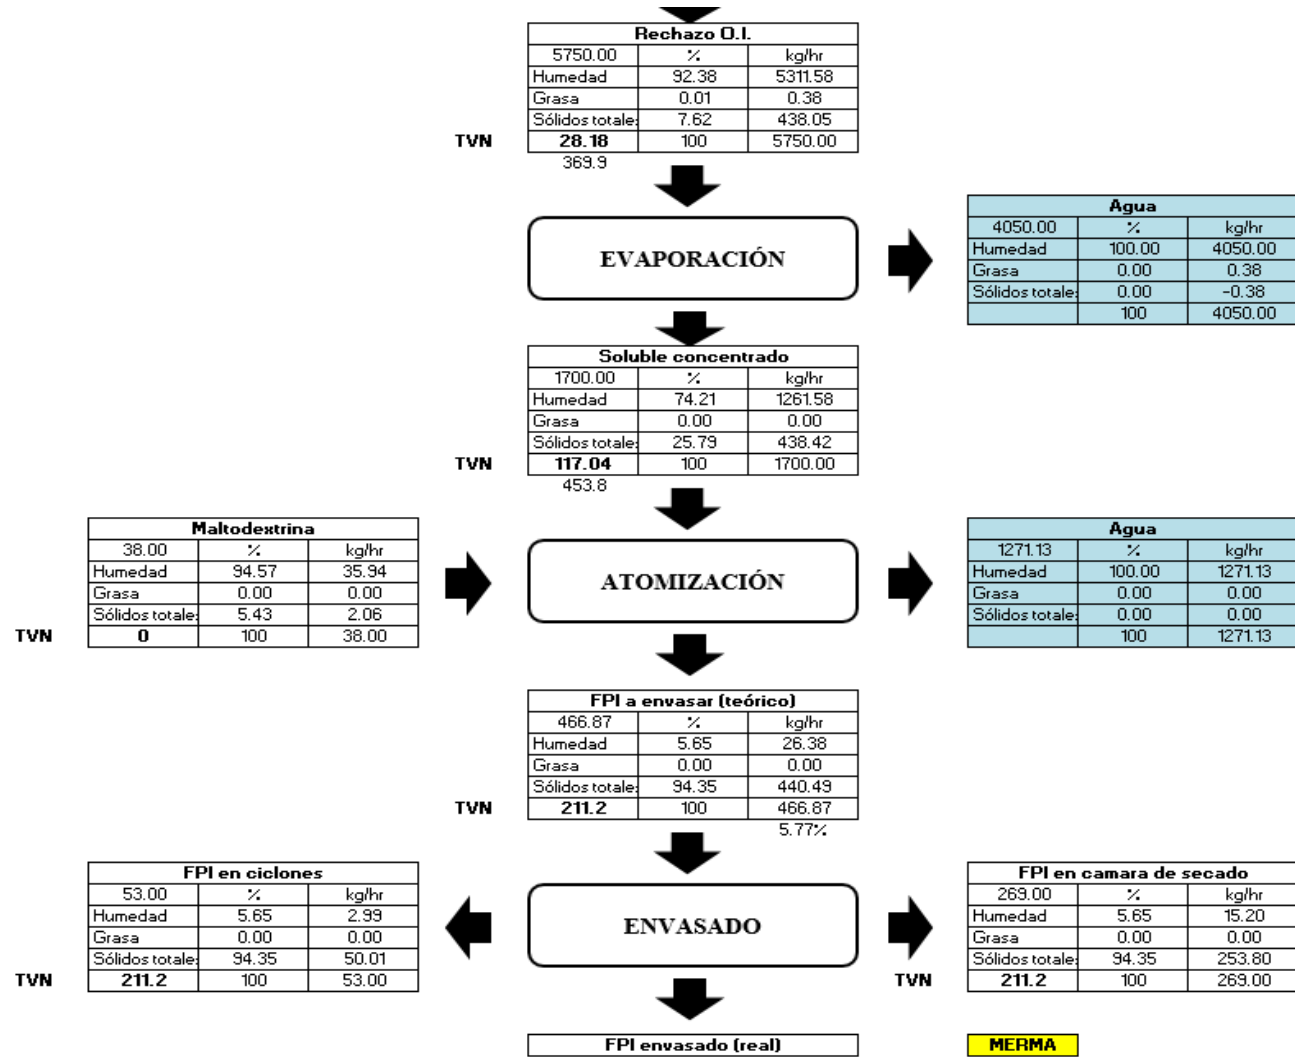 Rechazo O.I.
5750.00 % kg/hr
Humedad 92.38 5311.58
Grasa 0.01 0.38
Sólidos totale: 7.62 438.05
TVN 28.18 100 5750.00
369.9
EVAPORACIÓN
Agua
4050.00 % kg/hr
Humedad 100.00 4050.00
Grasa 0.00 0.38
Sólidos totale: 0.00 -0.38
100 4050.00
Soluble concentrado
1700.00 % kg/hr
Humedad 74.21 1261.58
Grasa 0.00 0.00
Sólidos totale: 25.79 438.42
TVN 117.04 100 1700.00
453.8
Maltodextrina
38.00 % kg/hr
Humedad 94.57 35.94
Grasa 0.00 0.00
Sólidos totale: 5.43 2.06
TVN 0 100 38.00
ATOMIZACIÓN
Agua
1271.13 % kg/hr
Humedad 100.00 1271.13
Grasa 0.00 0.00
Sólidos totale: 0.00 0.00
100 1271.13
FPI a envasar (teórico)
466.87 % kg/hr
Humedad 5.65 26.38
Grasa 0.00 0.00
Sólidos totale: 94.35 440.49
TVN 211.2 100 466.87
5.77%
FPI en ciclones
53.00 % kg/hr
Humedad 5.65 2.99
Grasa 0.00 0.00
Sólidos totale: 94.35 50.01
TVN 211.2 100 53.00
ENVASADO
FPI en camara de secado
269.00 % kg/hr
Humedad 5.65 15.20
Grasa 0.00 0.00
Sólidos totale: 94.35 253.80
TVN 211.2 100 269.00
FPI envasado (real)
MERMA